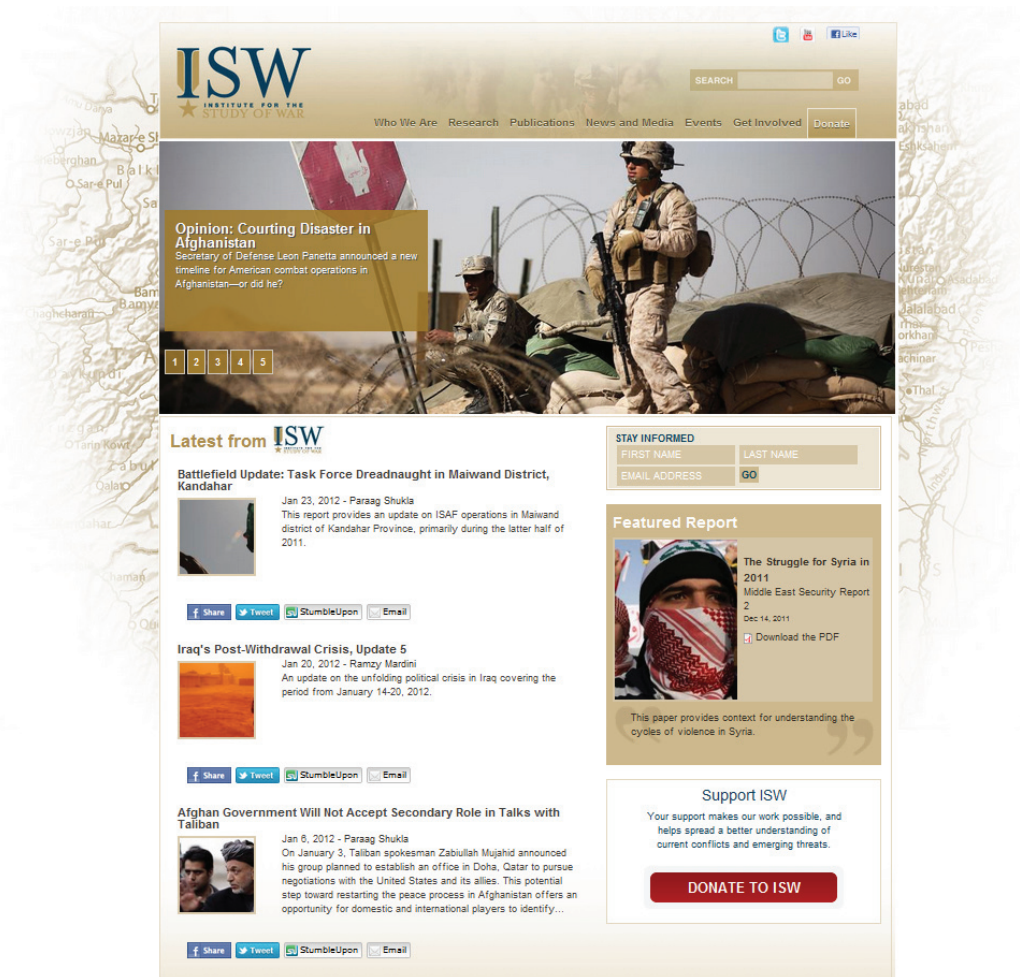 Like
ISW
INSTITUTE FOR THE
STUDY OF WAR
SEARCH GO
Who We Are Research Publications News and Media Events Get Involved Donate
Opinion: Courting Disaster in
Afghanistan
Secretary of Defense Leon Panetta announced a new
timeline for American combat operations in
Afghanistan—or did he?
1 2 3 4 5
Latest from ISW
INSTITUTE FOR THE
STUDY OF WAR
Battlefield Update: Task Force Dreadnaught in Maiwand District,
Kandahar
Jan 23, 2012 - Paraag Shukla
This report provides an update on ISAF operations in Maiwand
district of Kandahar Province, primarily during the latter half of
2011.
Share Tweet StumbleUpon Email
Iraq's Post-Withdrawal Crisis, Update 5
Jan 20, 2012 - Ramzy Mardini
An update on the unfolding political crisis in Iraq covering the
period from January 14-20, 2012.
Share Tweet StumbleUpon Email
Afghan Government Will Not Accept Secondary Role in Talks with
Taliban
Jan 6, 2012 - Paraag Shukla
On January 3, Taliban spokesman Zabiullah Mujahid announced
his group planned to establish an office in Doha, Qatar to pursue
negotiations with the United States and its allies. This potential
step toward restarting the peace process in Afghanistan offers an
opportunity for domestic and international players to identify...
Share Tweet StumbleUpon Email
STAY INFORMED
FIRST NAME LAST NAME
EMAIL ADDRESS GO
Featured Report
The Struggle for Syria in
2011
Middle East Security Report
2
Dec 14, 2011
Download the PDF
This paper provides context for understanding the
cycles of violence in Syria.
Support ISW
Your support makes our work possible, and
helps spread a better understanding of
current conflicts and emerging threats.
DONATE TO ISW
Sar-e Pul
Qalat
Chaman
Jalalabad
Thal